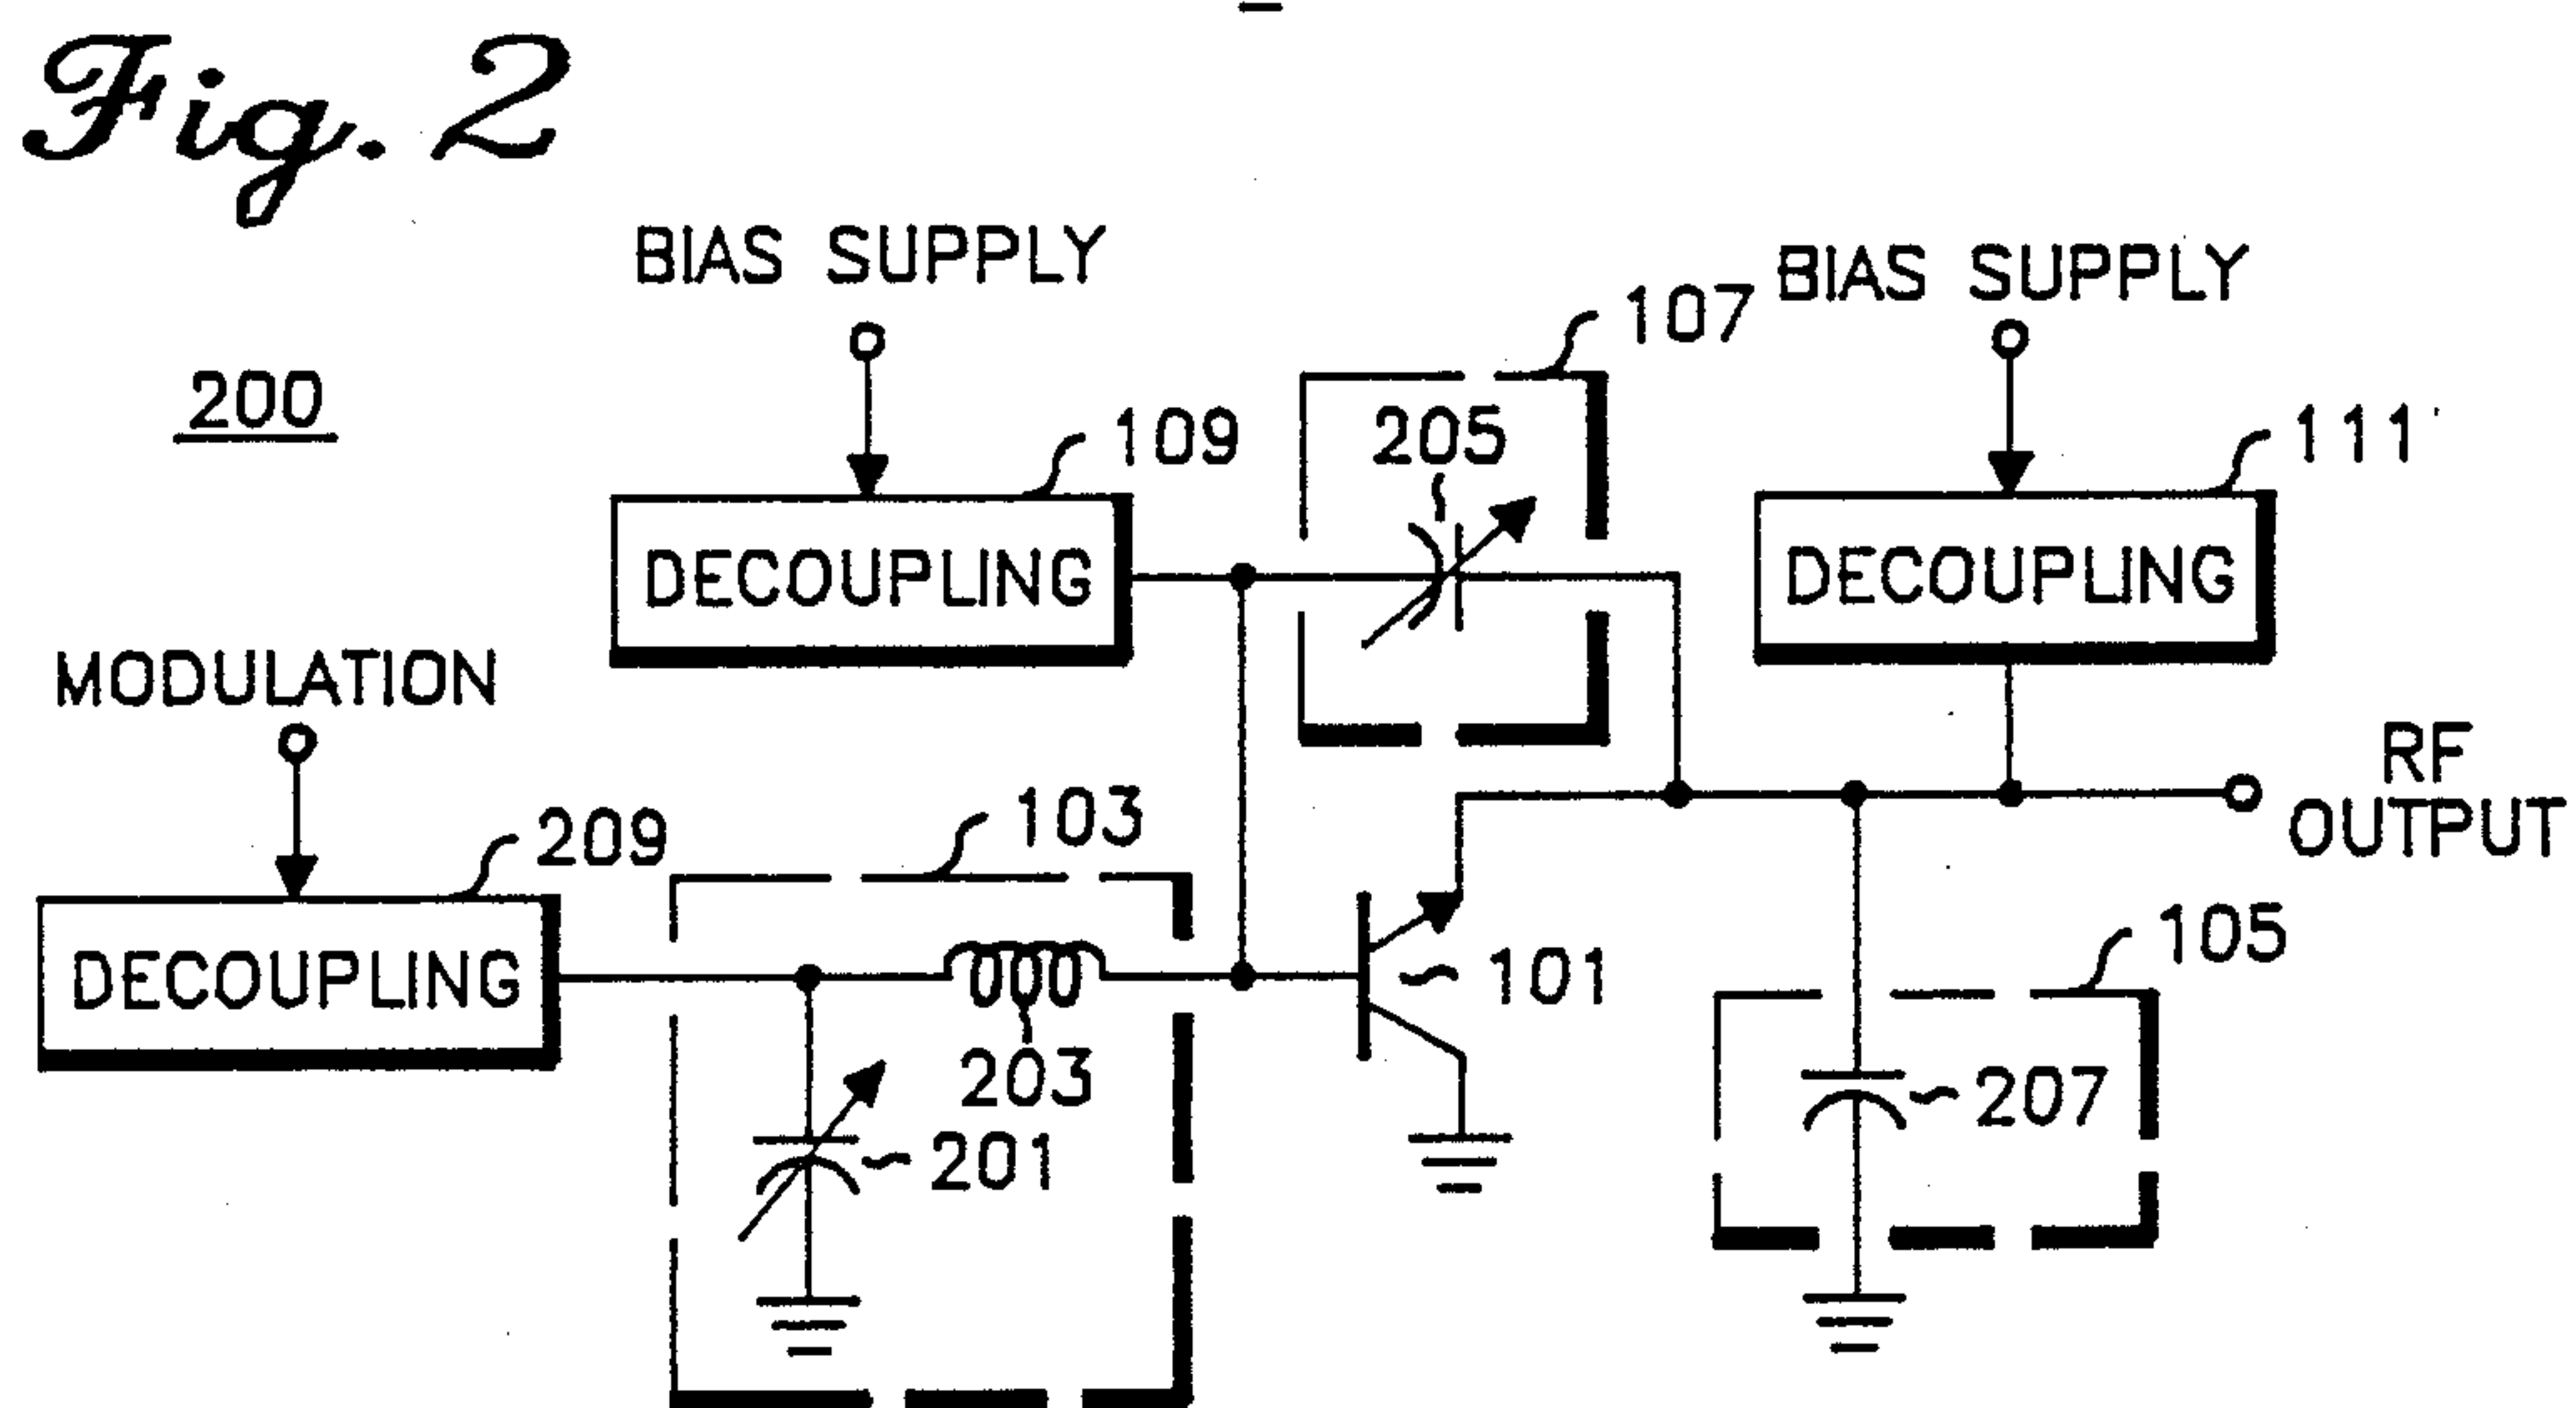 Fig. 2
BIAS SUPPLY
BIAS SUPPLY
107
200
109
205
111
DECOUPLING
DECOUPLING
MODULATION
RF
OUTPUT
209
103
DECOUPLING
101
105
203
201
207